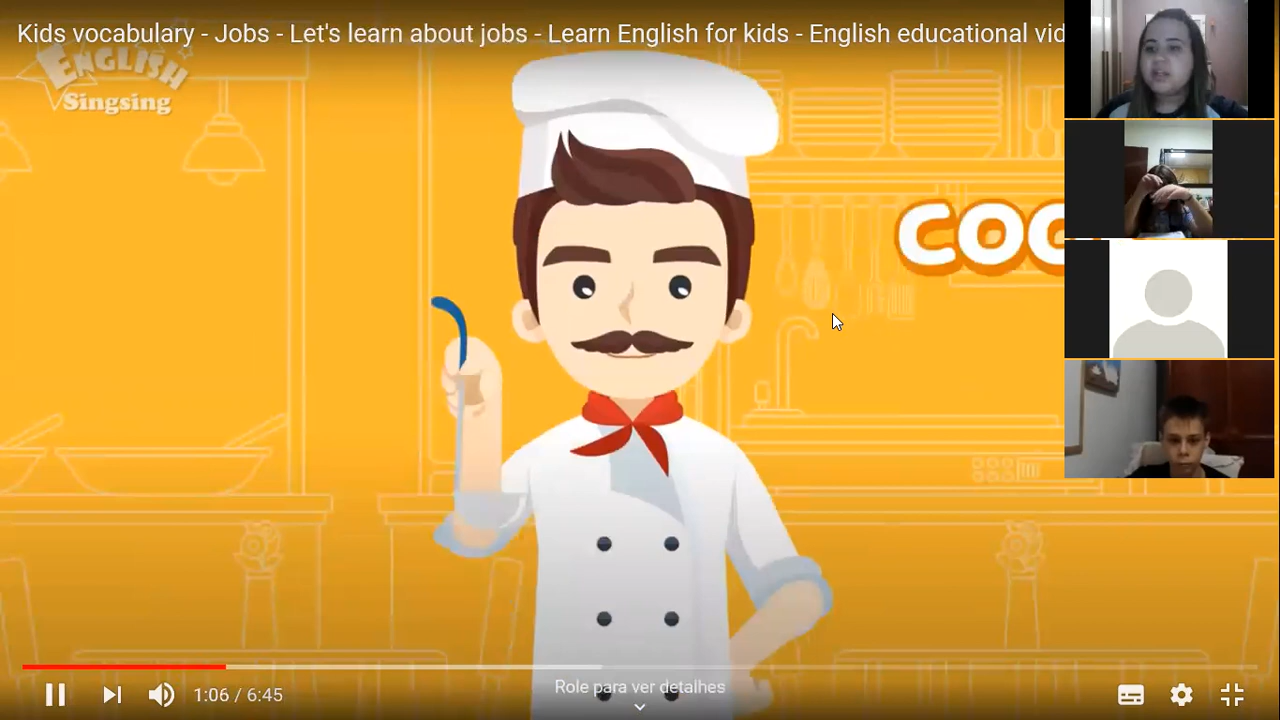 Kids vocabulary - Jobs - Let's learn about jobs - Learn English for kids - English educational vid
ENGLISH
Singsing
COO
1:06 / 6:45
Role para ver detalhes